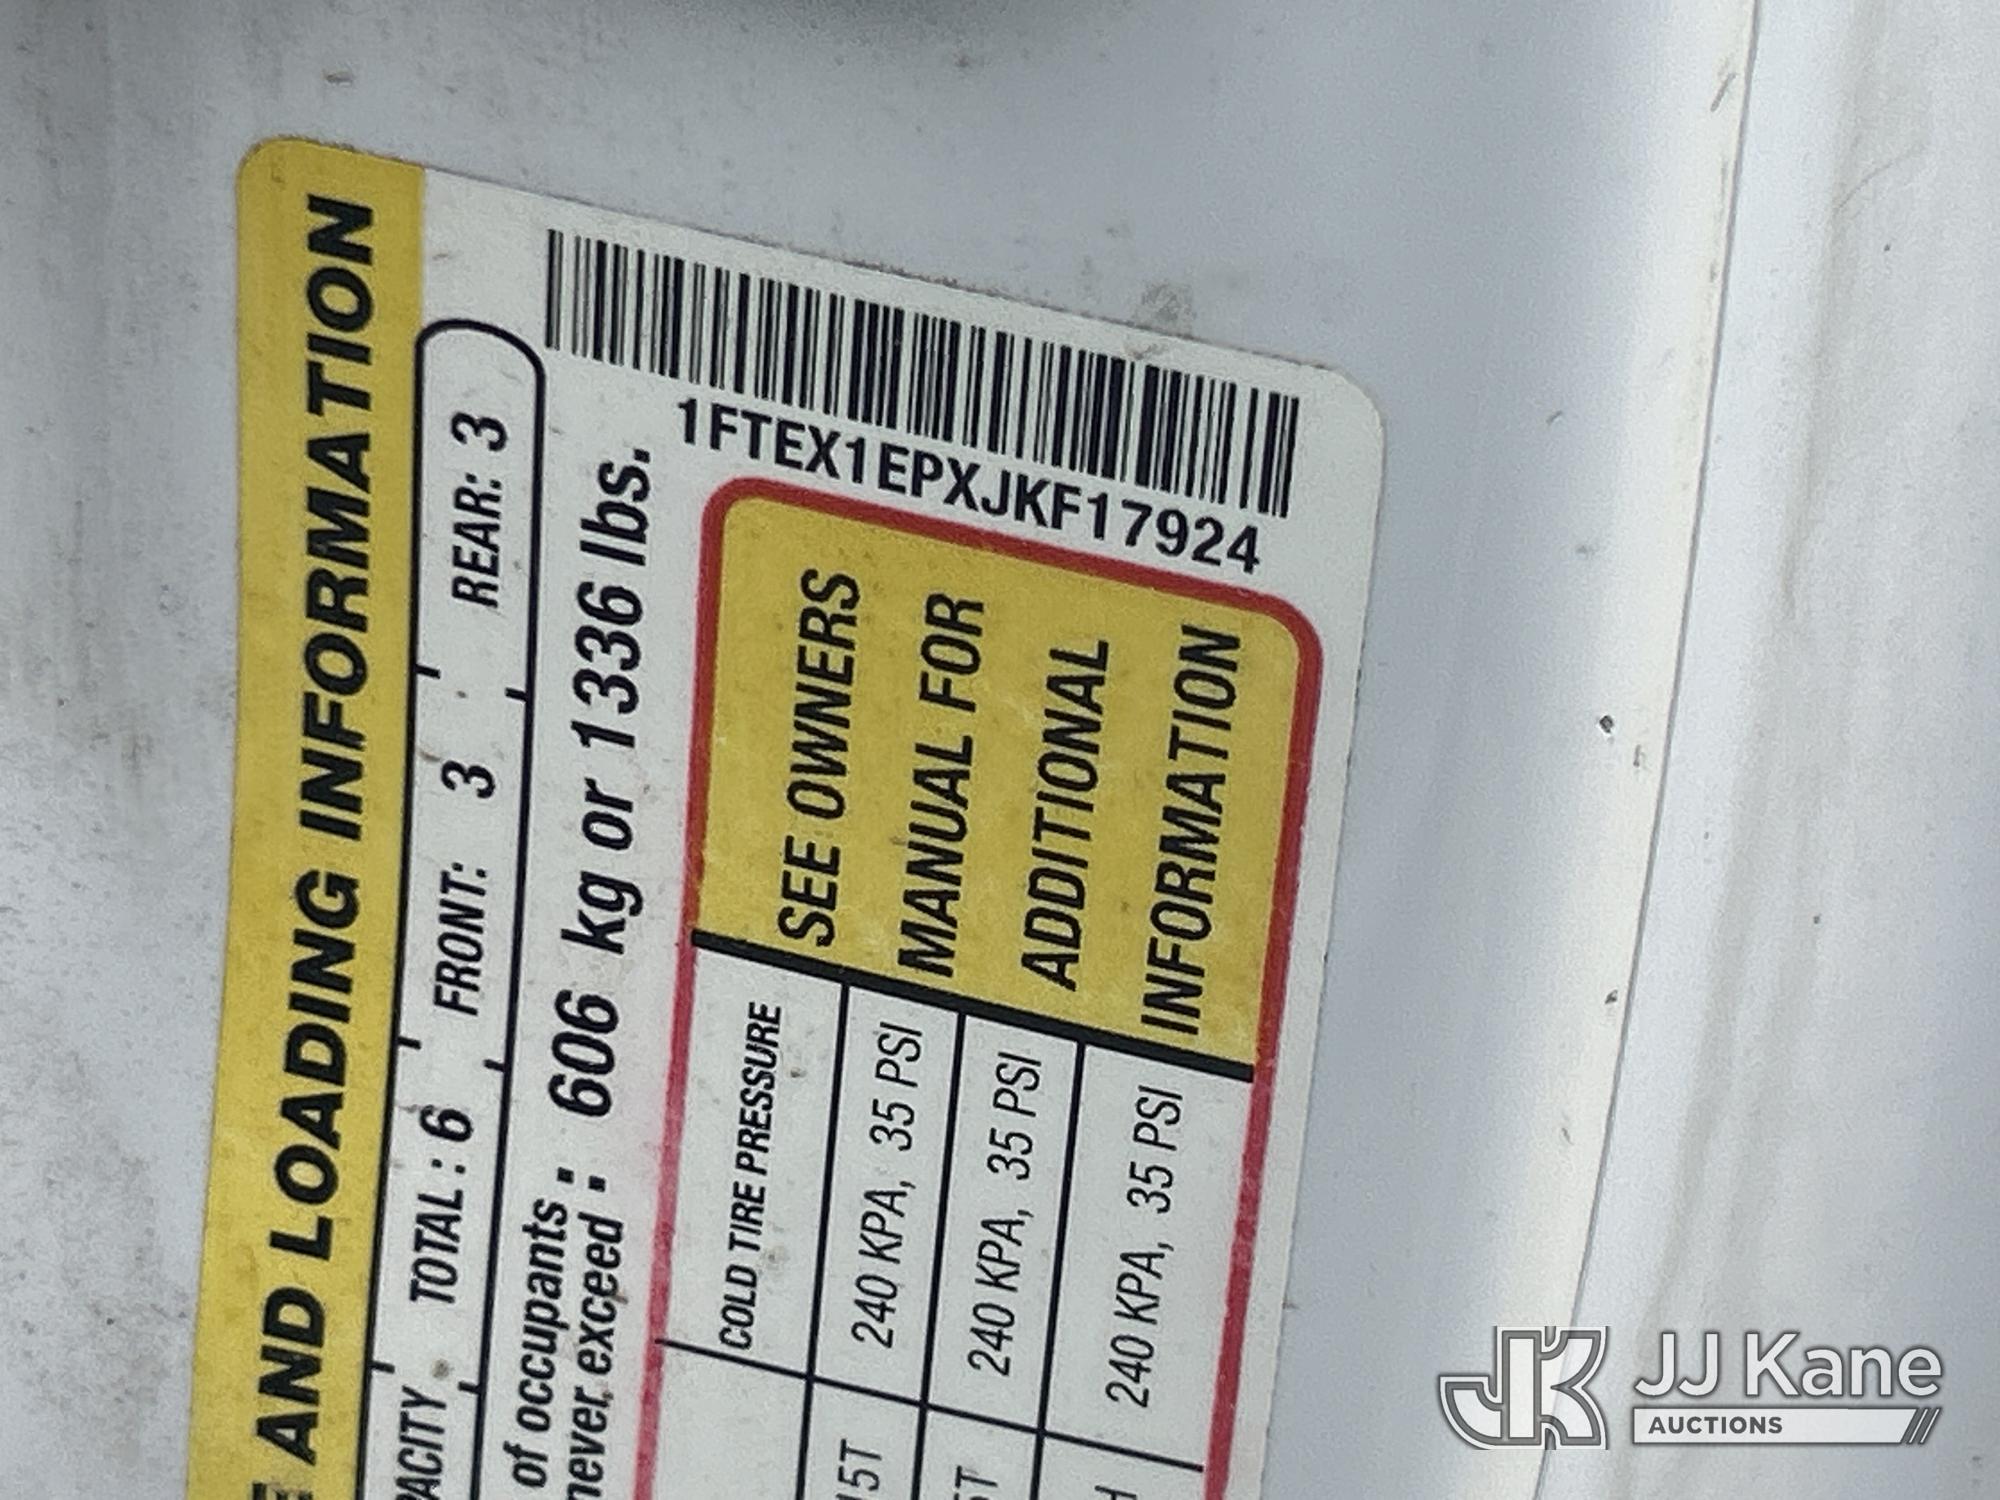 AND LOADING INFORMATION
TOTAL : 6 FRONT: 3 REAR: 3
of occupants :
never, exceed : 606 kg or 1336 lbs.
1FTEX1EPXJKF17924
COLD TIRE PRESSURE
240 KPA, 35 PSI
240 KPA, 35 PSI
240 KPA, 35 PSI
SEE OWNERS
MANUAL FOR
ADDITIONAL
INFORMATION
JK JJ Kane
AUCTIONS